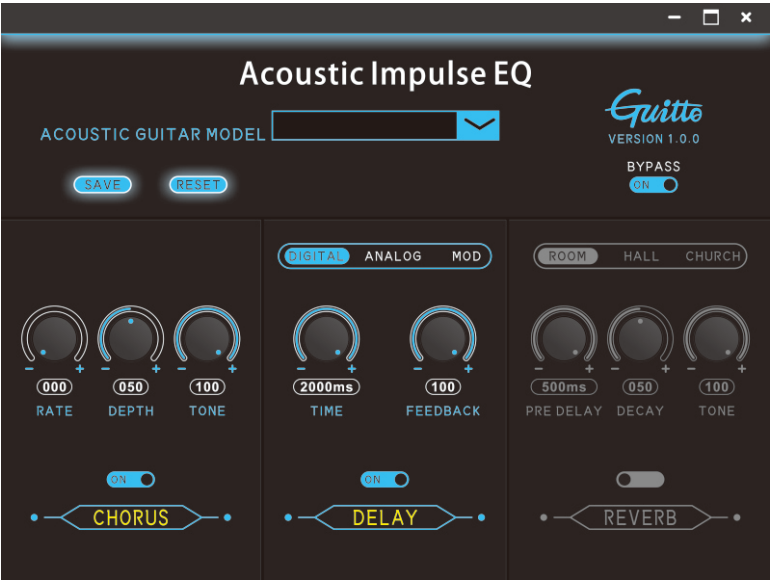 Acoustic Impulse EQ
Guitto
ACOUSTIC GUITAR MODEL
VERSION 1.0.0
BYPASS
SAVE RESET ON
DIGITAL ANALOG MOD
ROOM HALL CHURCH
- + - + - +
- + - +
- + - + - +
000 050 100
2000ms 100
500ms 050 100
RATE DEPTH TONE
TIME FEEDBACK
PRE DELAY DECAY TONE
ON
ON
CHORUS
DELAY
REVERB